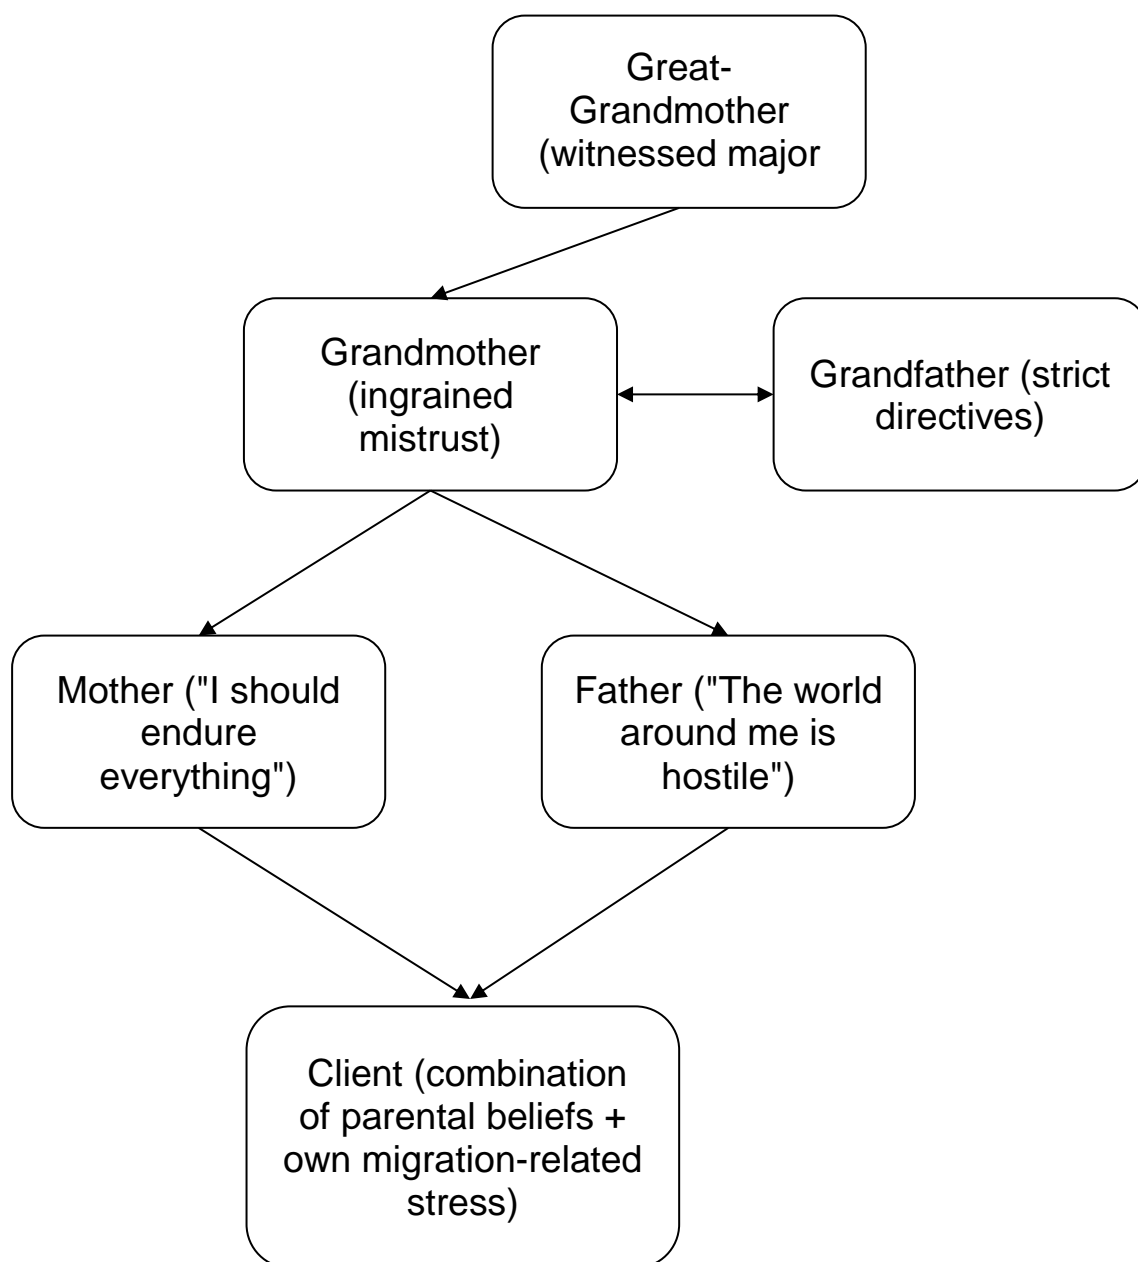 Great-
Grandmother
(witnessed major
Grandmother
(ingrained
mistrust)
Grandfather (strict
directives)
Mother ("I should
endure
everything")
Father ("The world
around me is
hostile")
Client (combination
of parental beliefs +
own migration-related
stress)